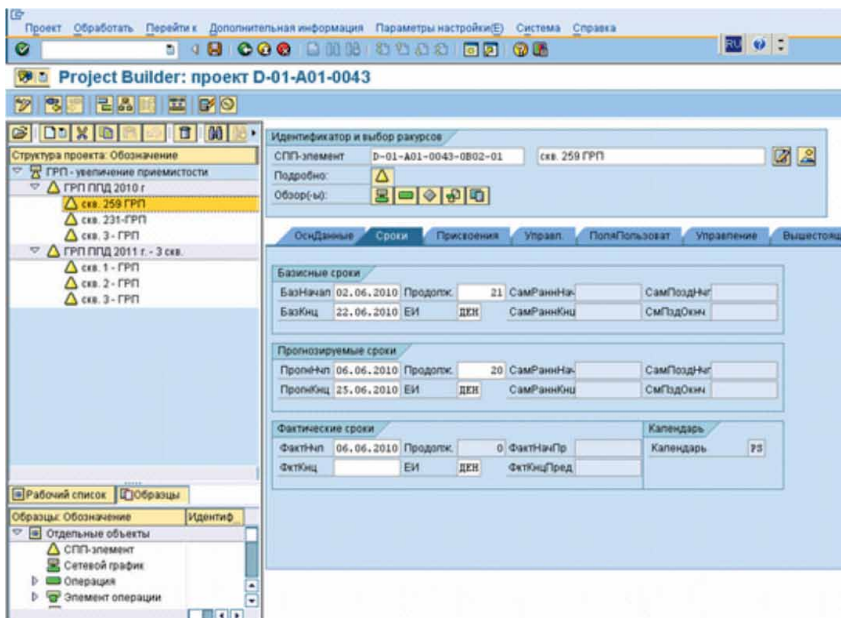 Проект Обработать Перейти к Дополнительная информация Параметры настройки(Е) Система Справка
RU
Project Builder: проект D-01-A01-0043
Структура проекта: Обозначение
ГРП - увеличение приемистости
ГРП ППД 2010 г
скв. 259 ГРП
скв. 231-ГРП
скв. 3 - ГРП
ГРП ППД 2011 г. - 3 скв.
скв. 1 - ГРП
скв. 2 - ГРП
скв. 3 - ГРП
Рабочий список Образцы
Образцы: Обозначение Идентиф
Отдельные объекты
СПП-элемент
Сетевой график
Операция
Элемент операции
Идентификатор и выбор ракурсов
СПП-элемент D-01-A01-0043-0B02-01 скв. 259 ГРП
Подробно:
Обзор(-ы):
ОснДанные Сроки Присвоения Управл. ПоляПользоват Управление Вышестоящ
Базисные сроки
БазНачал 02.06.2010 Продолж. 21 СамРаннНач СамПоздНчг
БазКнц 22.06.2010 ЕИ ДЕН СамРаннКнц СмПздОкнч
Прогнозируемые сроки
ПрогнНчл 06.06.2010 Продолж. 20 СамРаннНач СамПоздНчг
ПрогнКнц 25.06.2010 ЕИ ДЕН СамРаннКнц СмПздОкнч
Фактические сроки Календарь
ФактНчл 06.06.2010 Продолж. 0 ФактНачПр Календарь PS
ФктКнц ЕИ ДЕН ФктКнцПред